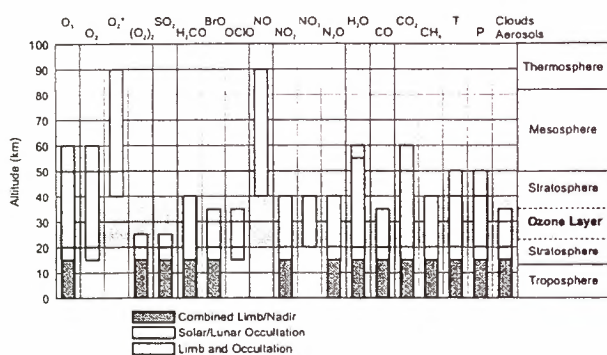 O₃ O₂* SO₂ BrO NO NO₃ H₂O CO₂ T Clouds
O₂ (O₂)₂ H₂CO OClO NO₂ N₂O CO CH₄ P Aerosols
100
90
80
70
60
50
40
30
20
10
0
Altitude (km)
Thermosphere
Mesosphere
Stratosphere
Ozone Layer
Stratosphere
Troposphere
Combined Limb/Nadir
Solar/Lunar Occultation
Limb and Occultation